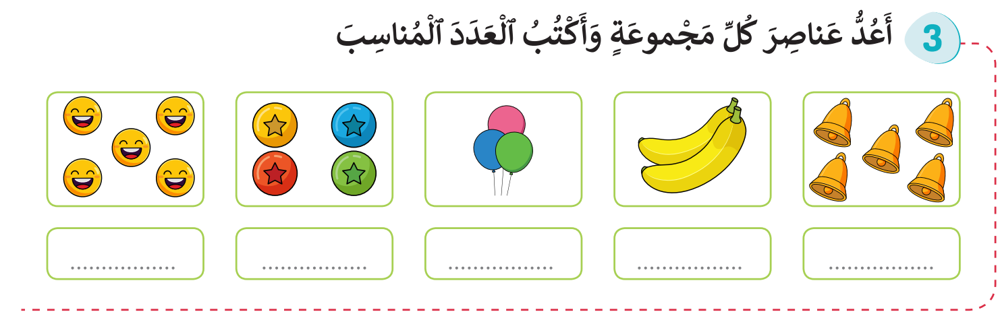 3 أَعُدُّ عَناصِرَ كُلِّ مَجْموعَةٍ وَأَكْتُبُ ٱلْعَدَدَ ٱلْمُناسِبَ
................. ................. ................. ................. .................